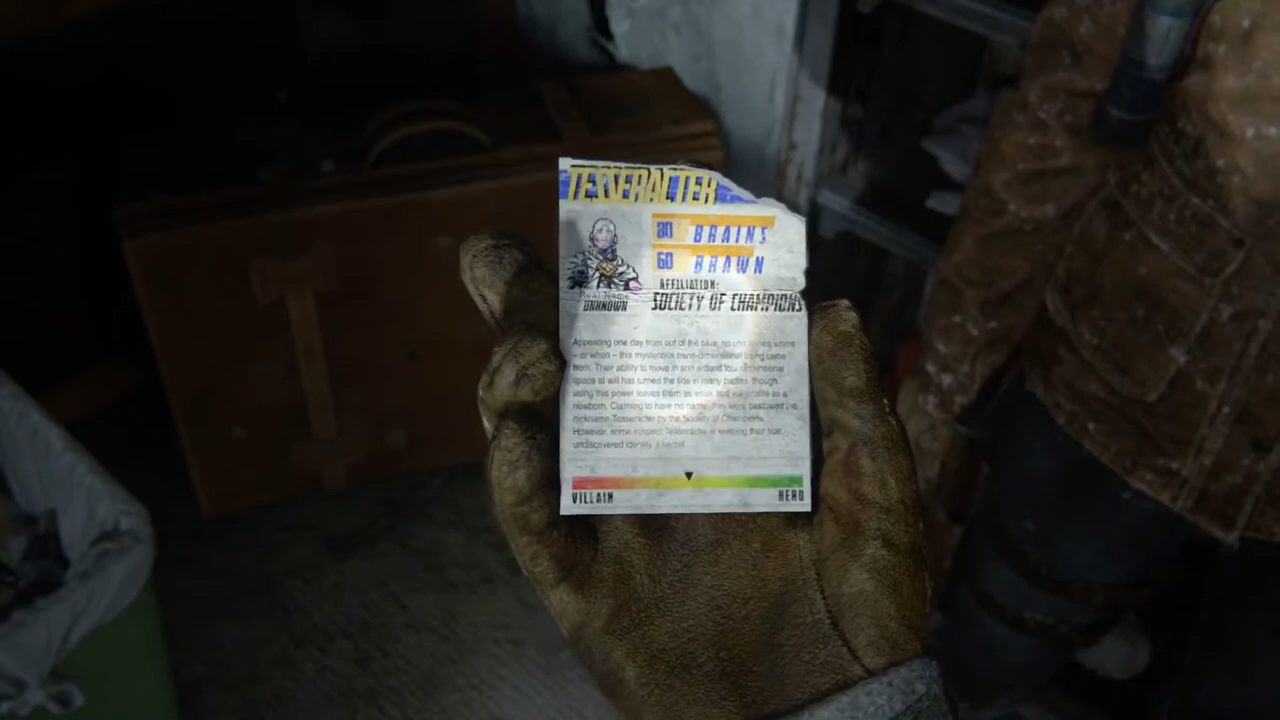 TESSERACTER
80 BRAINS
60 BRAWN
AFFILIATION:
Real Name
UNKNOWN
SOCIETY OF CHAMPIONS
Appearing one day from out of the blue, no one knows where
– or when – this mysterious trans-dimensional being came
from. Their ability to move in and around four-dimensional
space at will has turned the tide in many battles, though
using this power leaves them as weak and vulnerable as a
newborn. Claiming to have no name, they were bestowed the
nickname Tesseracter by the Society of Champions.
However, some suspect Tesseracter is keeping their true,
undiscovered identity a secret.
VILLAIN HERO